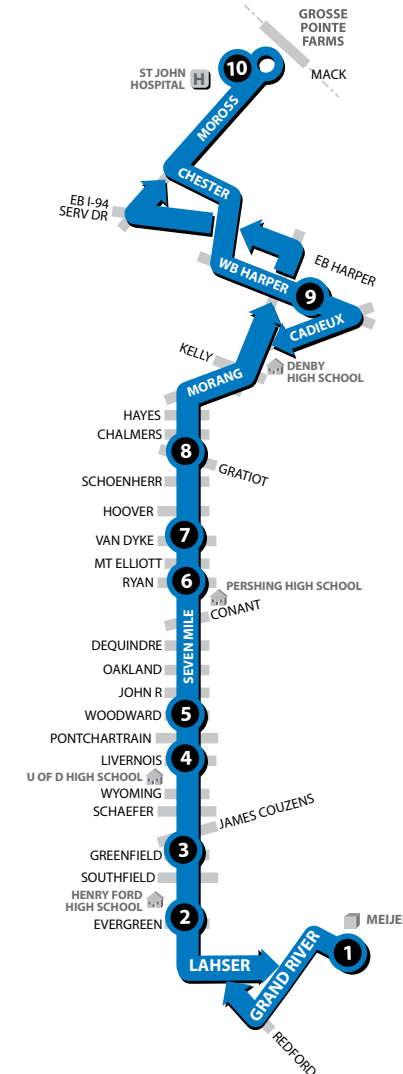 GROSSE
POINTE
FARMS
MACK
10
ST JOHN
HOSPITAL
H
MOROSS
CHESTER
EB I-94
SERV DR
WB HARPER
EB HARPER
9
CADIEUX
KELLY
DENBY
HIGH SCHOOL
MORANG
HAYES
CHALMERS
8
GRATIOT
SCHOENHERR
HOOVER
7
VAN DYKE
MT ELLIOTT
RYAN
6
PERSHING HIGH SCHOOL
CONANT
SEVEN MILE
DEQUINDRE
OAKLAND
JOHN R
WOODWARD
5
PONTCHARTRAIN
LIVERNOIS
4
U OF D HIGH SCHOOL
WYOMING
SCHAEFER
JAMES COUZENS
GREENFIELD
3
SOUTHFIELD
HENRY FORD
HIGH SCHOOL
EVERGREEN
2
MEIJE
1
LAHSER
GRAND RIVER
REDFORD